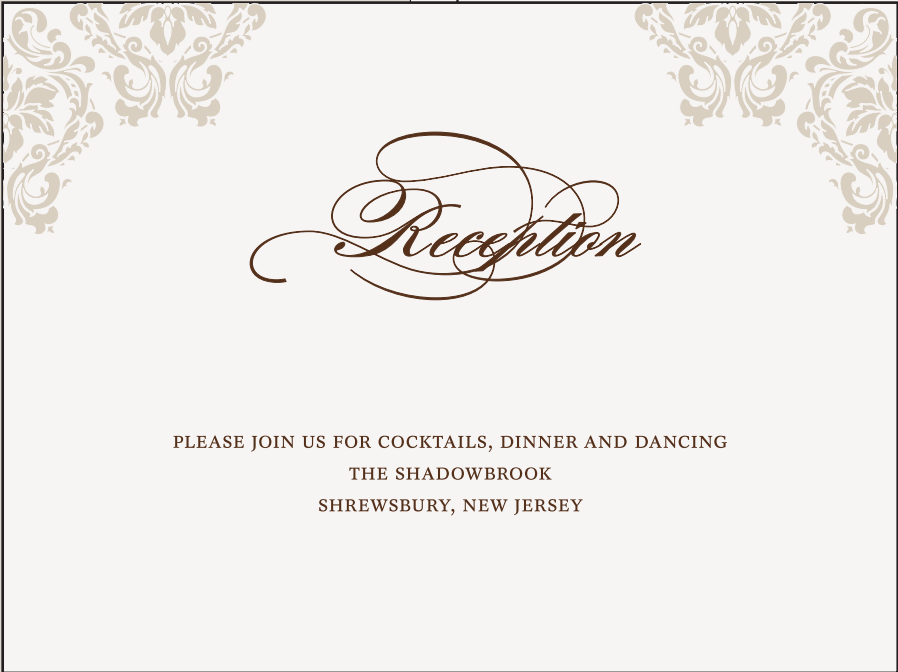 Reception
PLEASE JOIN US FOR COCKTAILS, DINNER AND DANCING
THE SHADOWBROOK
SHREWSBURY, NEW JERSEY